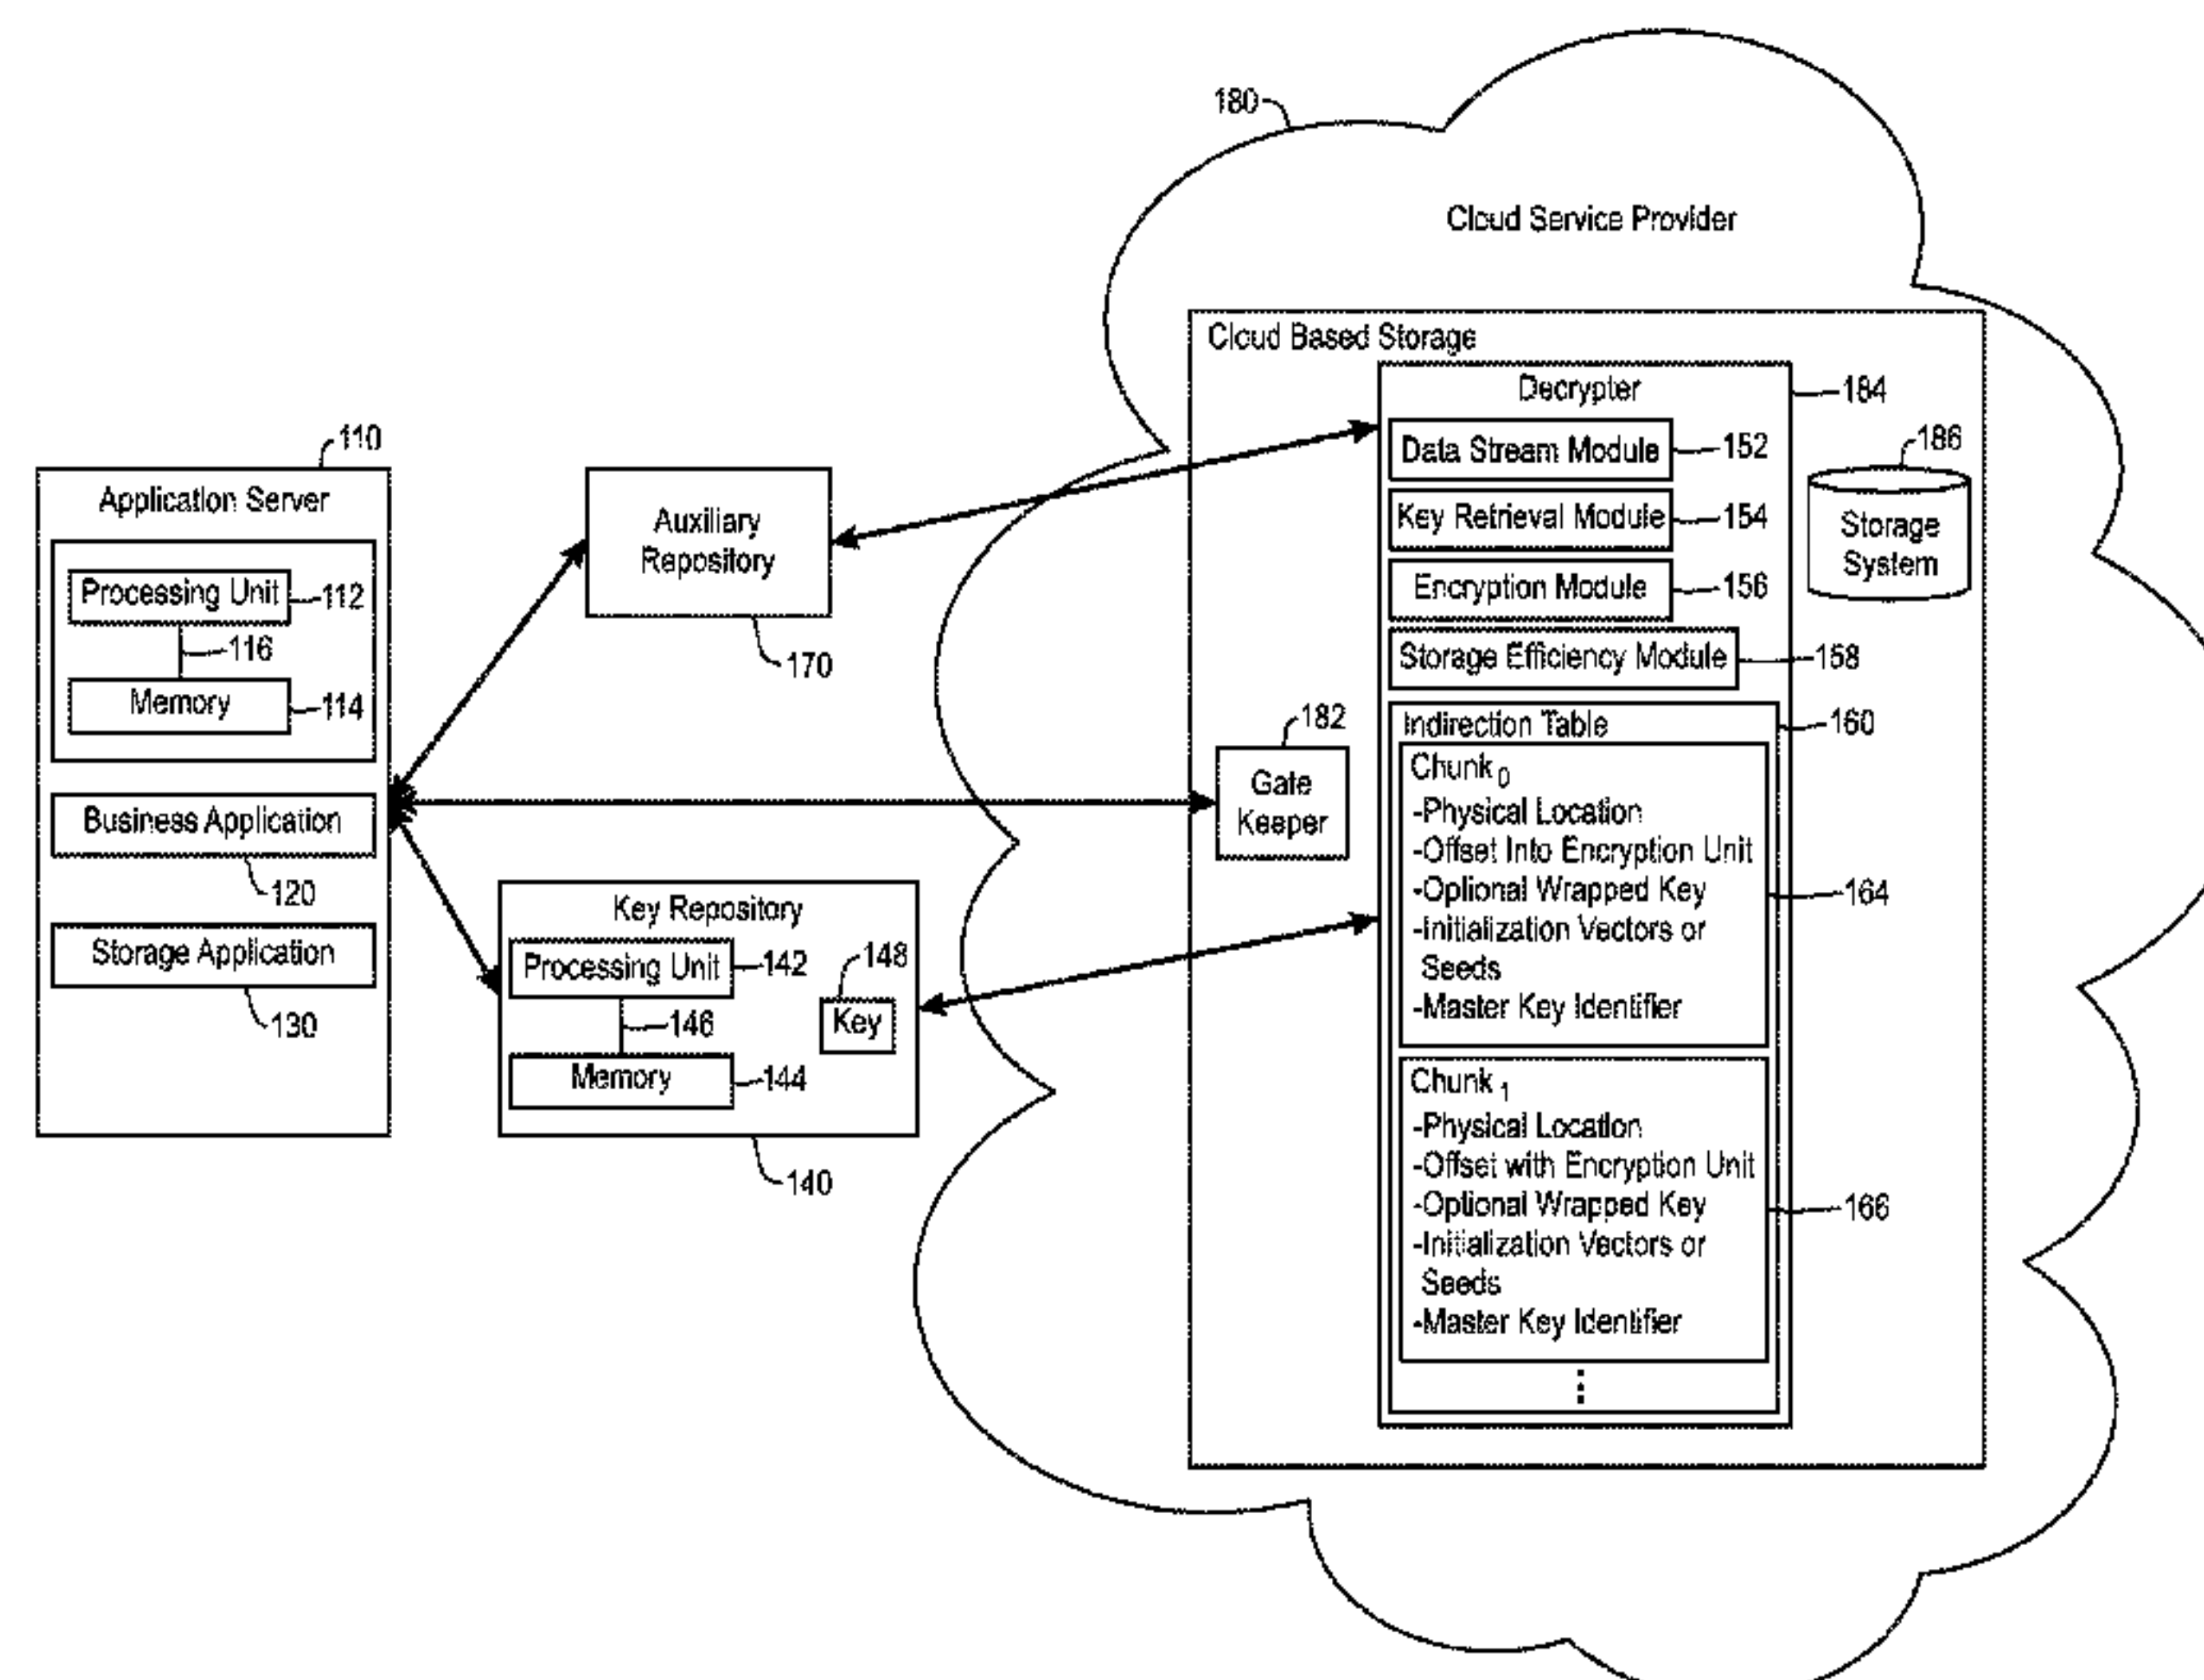 180
Cloud Service Provider
Cloud Based Storage
Decrypter
184
Data Stream Module
152
Key Retrieval Module
154
Encryption Module
156
Storage Efficiency Module
158
186
Storage
System
110
Application Server
Processing Unit
112
116
Memory
114
Business Application
120
Storage Application
130
Auxiliary
Repository
170
182
Gate
Keeper
Key Repository
Processing Unit
142
146
Memory
144
148
Key
140
Indirection Table
160
Chunk 0
-Physical Location
-Offset Into Encryption Unit
-Optional Wrapped Key
164
-Initialization Vectors or
Seeds
-Master Key Identifier
Chunk 1
-Physical Location
-Offset with Encryption Unit
-Optional Wrapped Key
166
-Initialization Vectors or
Seeds
-Master Key Identifier